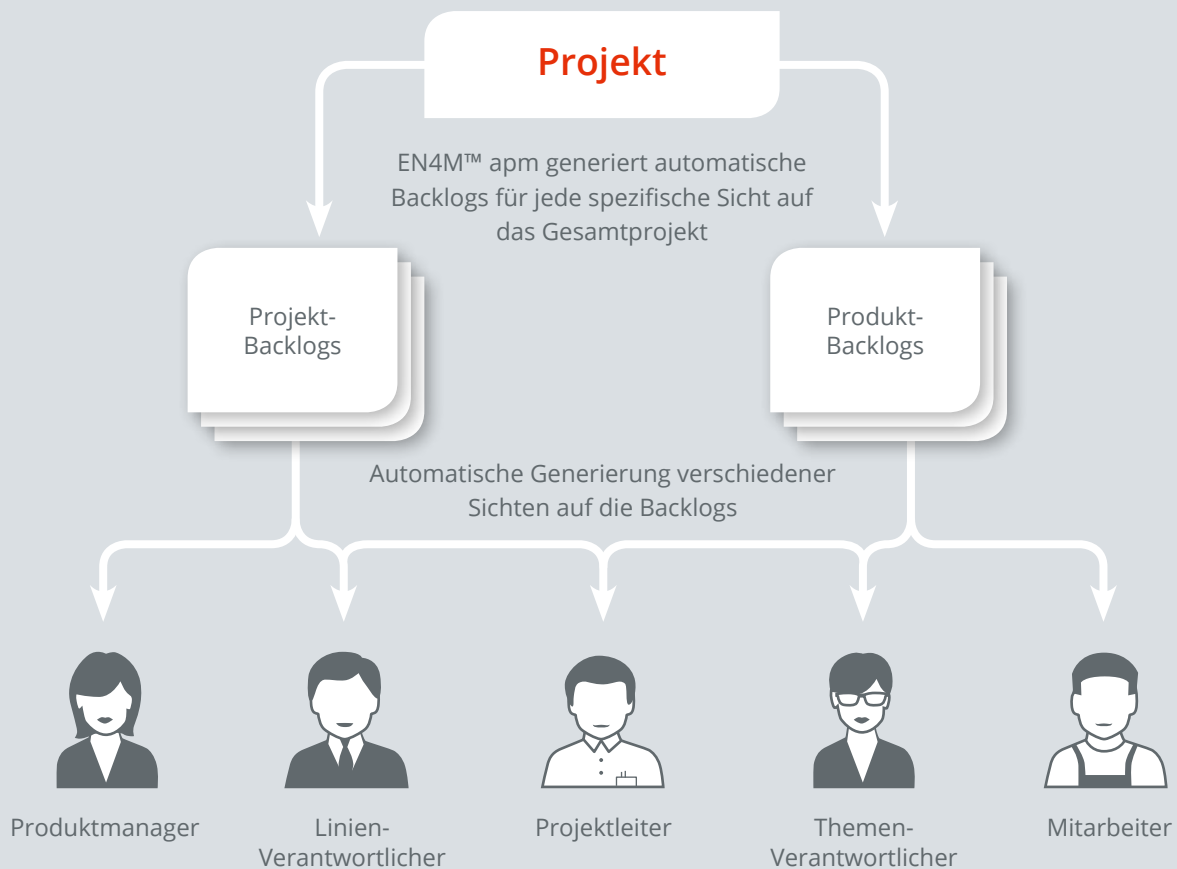 Projekt
EN4M™ apm generiert automatische
Backlogs für jede spezifische Sicht auf
das Gesamtprojekt
Projekt-
Backlogs
Produkt-
Backlogs
Automatische Generierung verschiedener
Sichten auf die Backlogs
Produktmanager
Linien-
Verantwortlicher
Projektleiter
Themen-
Verantwortlicher
Mitarbeiter